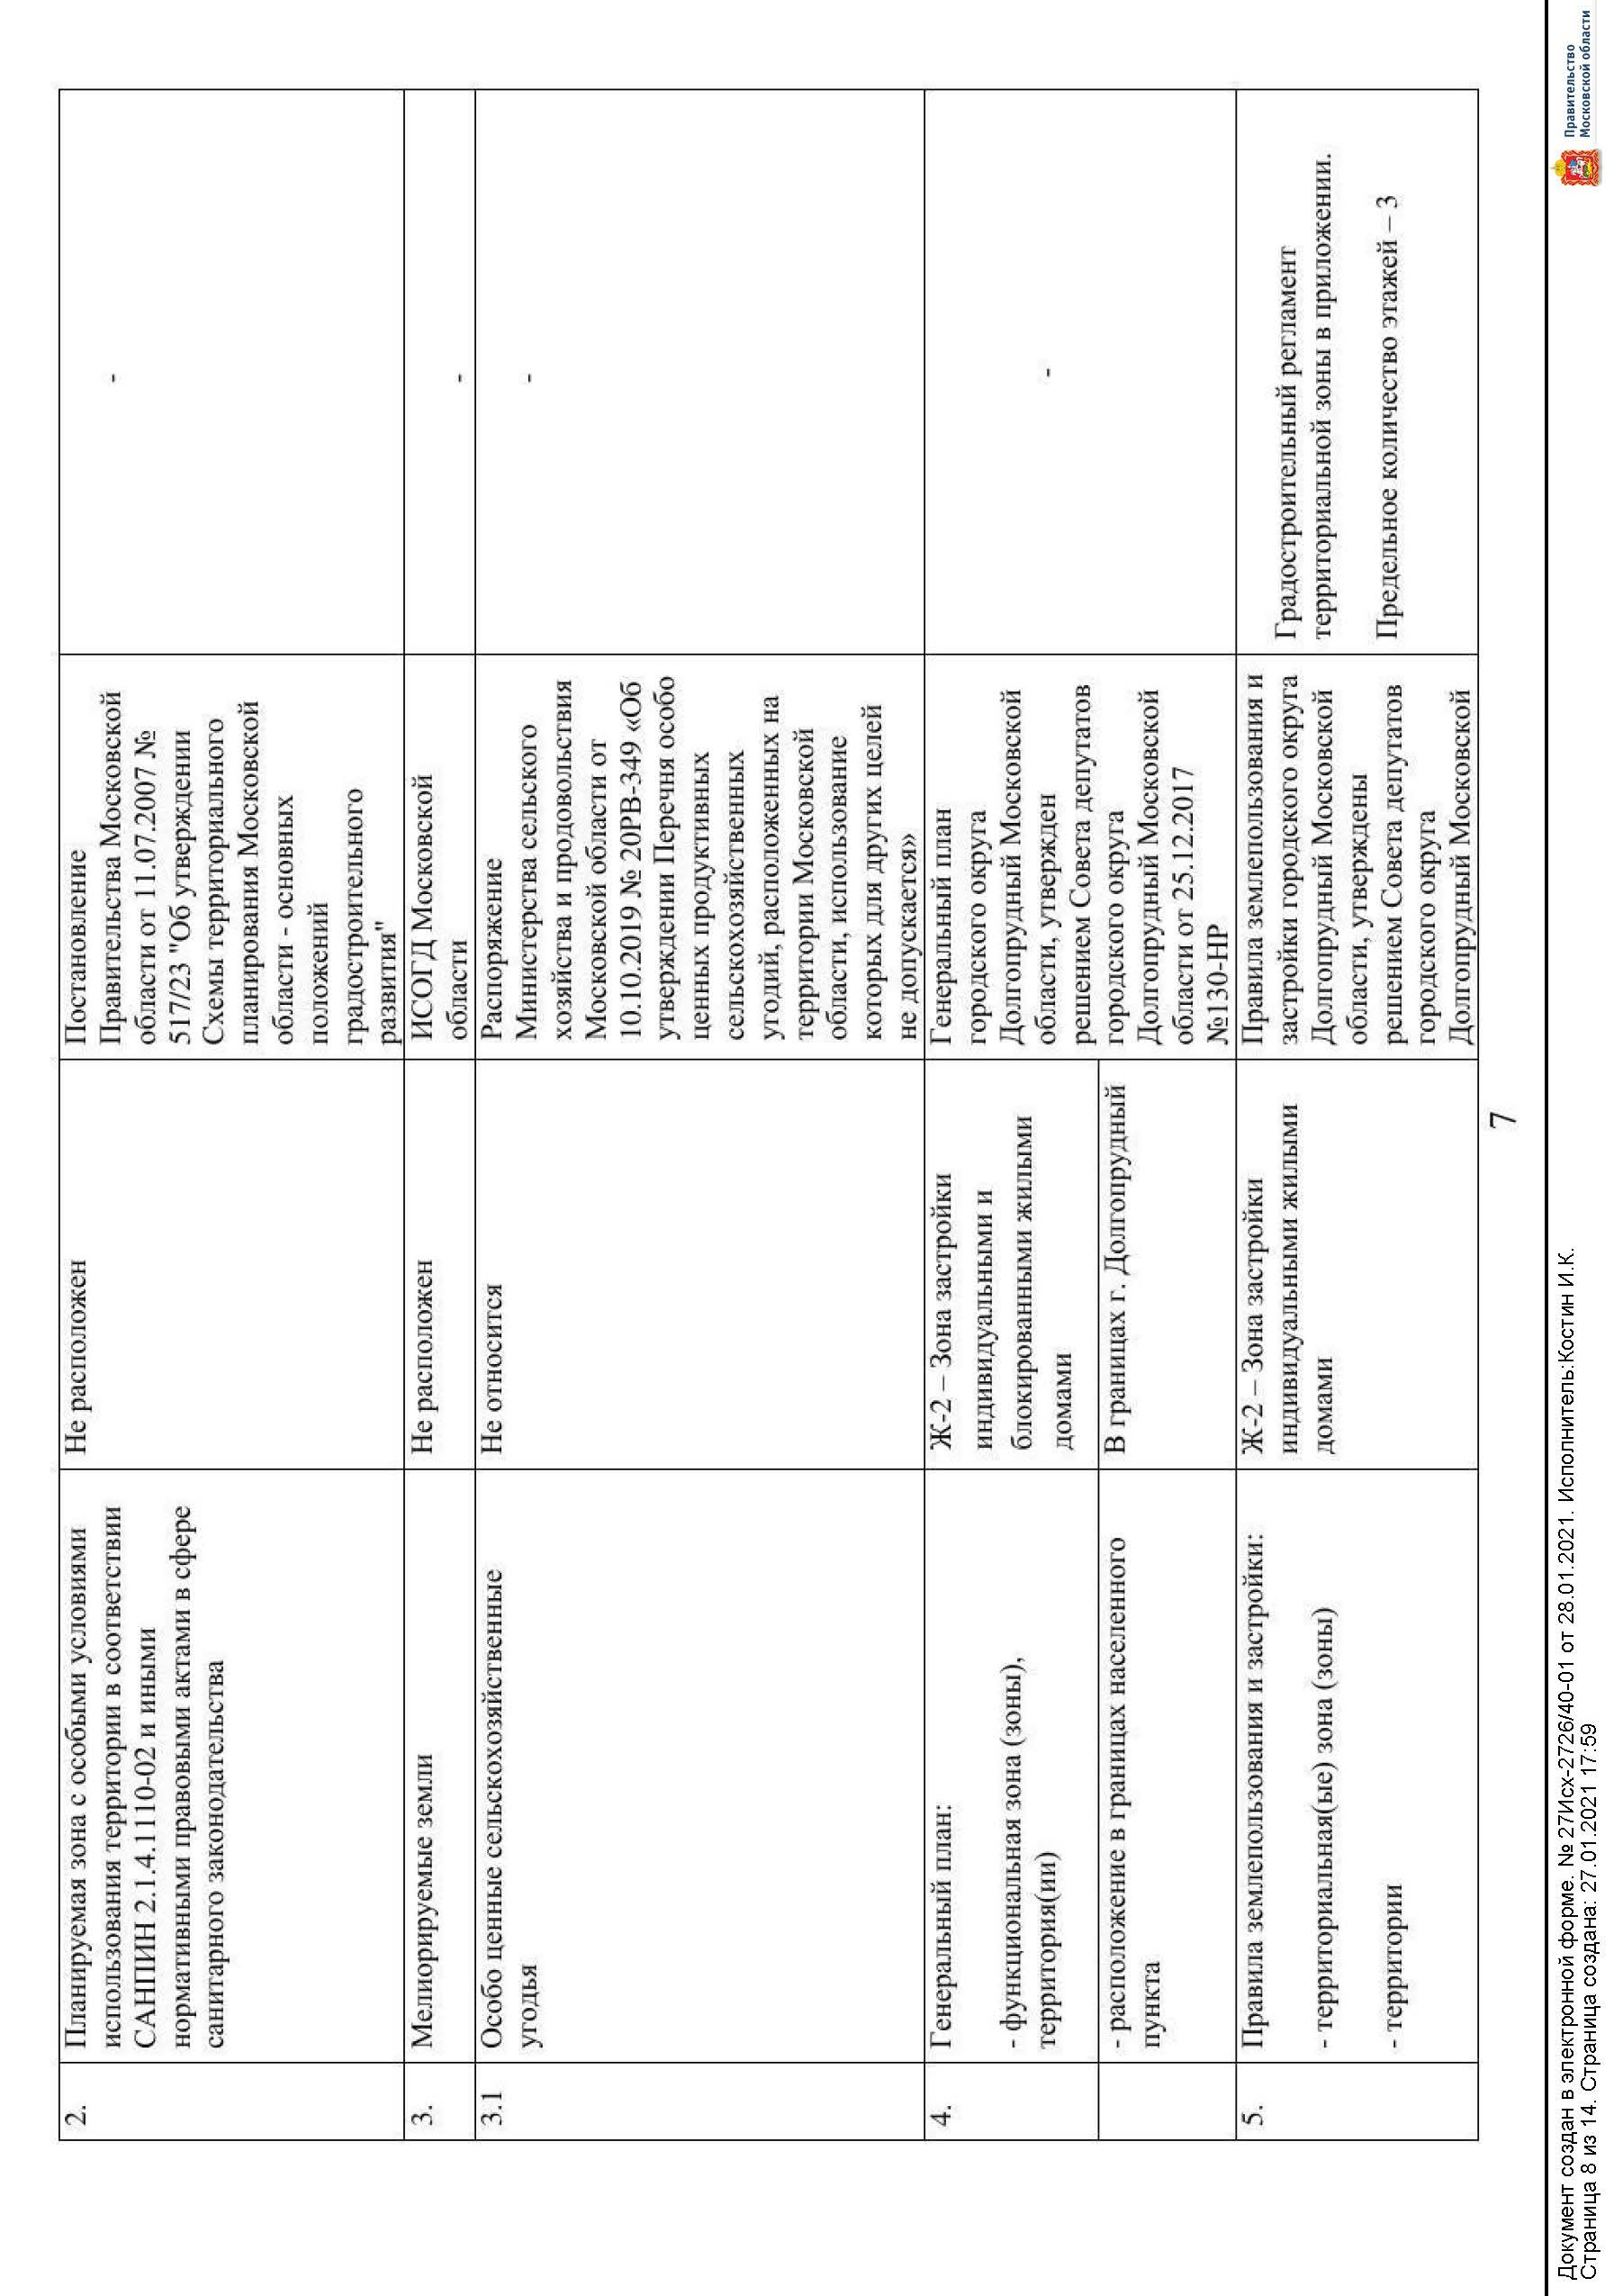 2.
Планируемая зона с особыми условиями
использования территории в соответствии
САНПИН 2.1.4.1110-02 и иными
нормативными правовыми актами в сфере
санитарного законодательства
Не расположен
Постановление
Правительства Московской
области от 11.07.2007 №
517/23 "Об утверждении
Схемы территориального
планирования Московской
области - основных
положений
градостроительного
развития"
-
3.
Мелиорируемые земли
Не расположен
ИСОГД Московской
области
-
3.1
Особо ценные сельскохозяйственные
угодья
Не относится
Распоряжение
Министерства сельского
хозяйства и продовольствия
Московской области от
10.10.2019 № 20РВ-349 «Об
утверждении Перечня особо
ценных продуктивных
сельскохозяйственных
угодий, расположенных на
территории Московской
области, использование
которых для других целей
не допускается»
-
4.
Генеральный план:
- функциональная зона (зоны),
территория(ии)
Ж-2 – Зона застройки
индивидуальными и
блокированными жилыми
домами
- расположение в границах населенного
пункта
В границах г. Долгопрудный
Генеральный план
городского округа
Долгопрудный Московской
области, утвержден
решением Совета депутатов
городского округа
Долгопрудный Московской
области от 25.12.2017
№130-НР
-
5.
Правила землепользования и застройки:
- территориальная(ые) зона (зоны)
- территории
Ж-2 – Зона застройки
индивидуальными жилыми
домами
Правила землепользования и
застройки городского округа
Долгопрудный Московской
области, утверждены
решением Совета депутатов
городского округа
Долгопрудный Московской
Градостроительный регламент
территориальной зоны в приложении.
Предельное количество этажей – 3
7
Документ создан в электронной форме. № 27Исх-2726/40-01 от 28.01.2021. Исполнитель:Костин И.К.
Страница 8 из 14. Страница создана: 27.01.2021 17:59
Правительство
Московской области